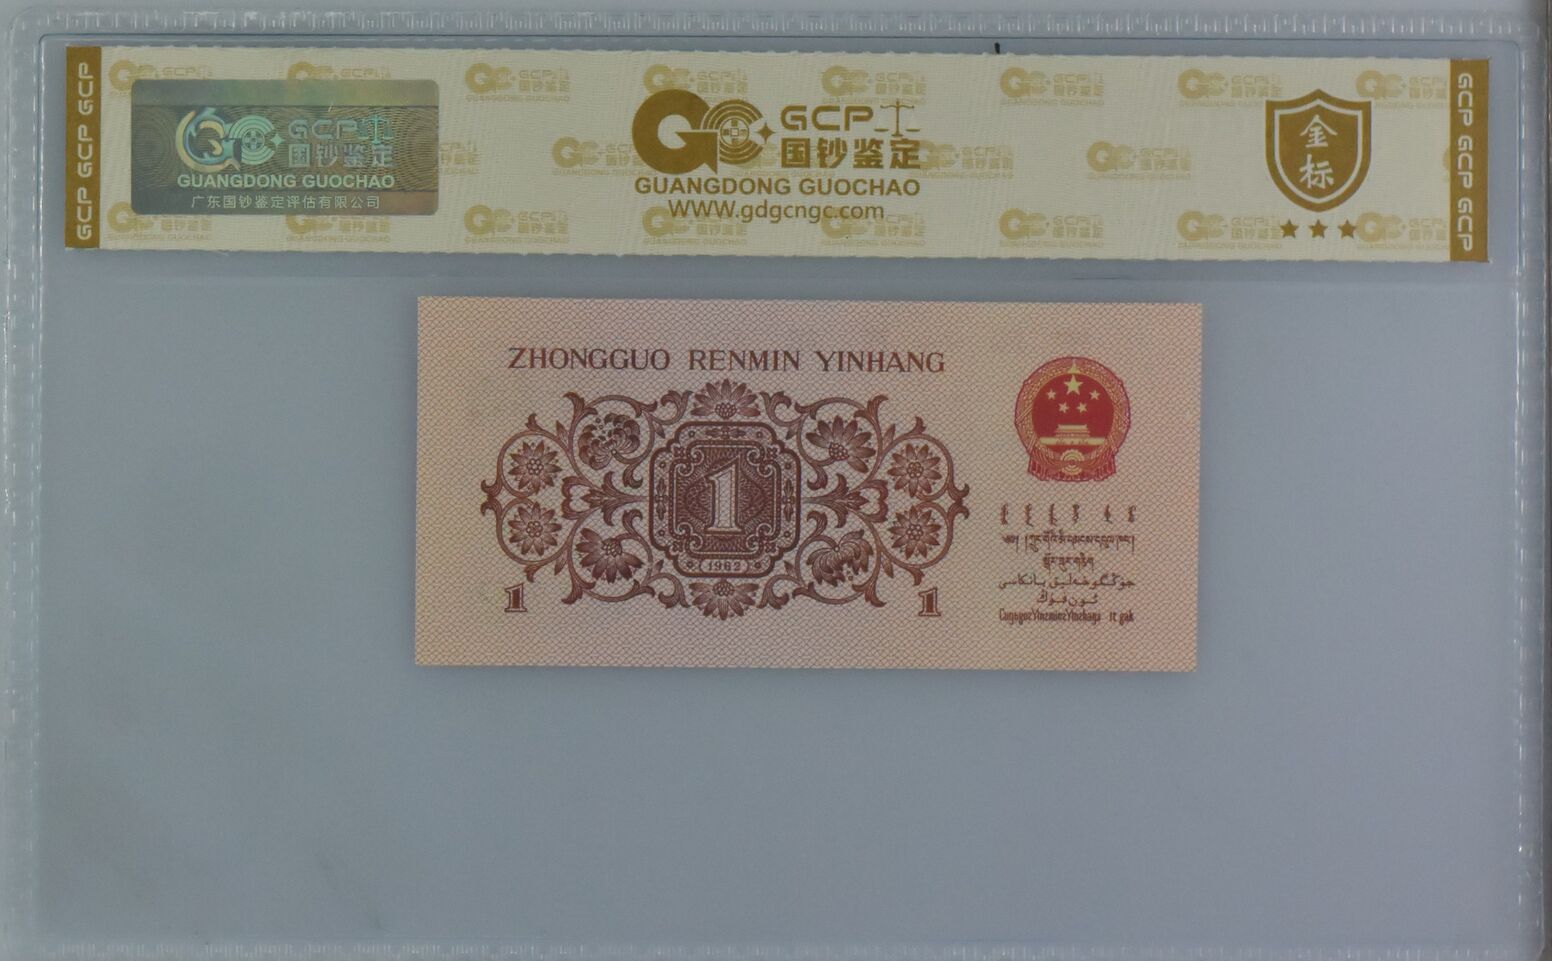 GCP GCP GCP
GCP 国钞鉴定
GUANGDONG GUOCHAO
广东国钞鉴定评估有限公司
GCP
国钞鉴定
GUANGDONG GUOCHAO
WWW.gdgcngc.com
金标
GCP GCP GCP
ZHONGGUO RENMIN YINHANG
1
1962
1
1